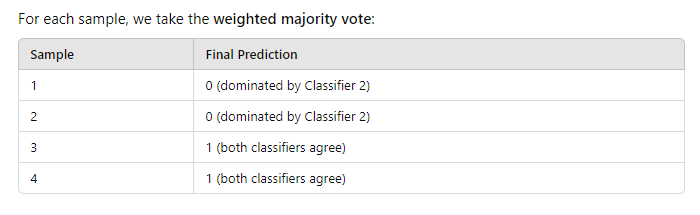 For each sample, we take the weighted majority vote:
Sample Final Prediction
1 0 (dominated by Classifier 2)
2 0 (dominated by Classifier 2)
3 1 (both classifiers agree)
4 1 (both classifiers agree)